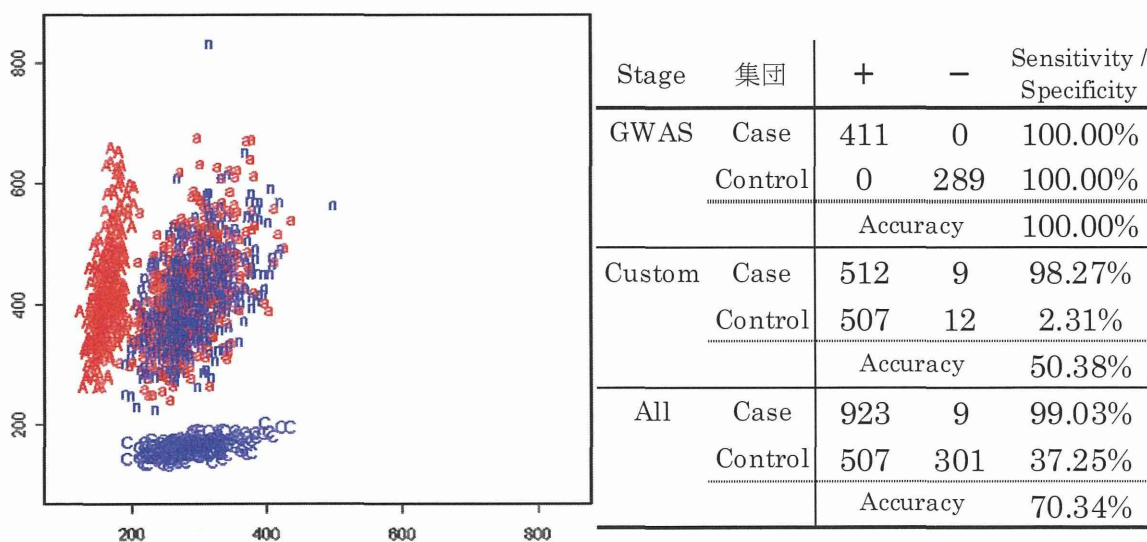 800
600
400
200
200
400
600
800
Stage 集団 + − Sensitivity / Specificity
GWAS Case 411 0 100.00%
Control 0 289 100.00%
Accuracy 100.00%
Custom Case 512 9 98.27%
Control 507 12 2.31%
Accuracy 50.38%
All Case 923 9 99.03%
Control 507 301 37.25%
Accuracy 70.34%